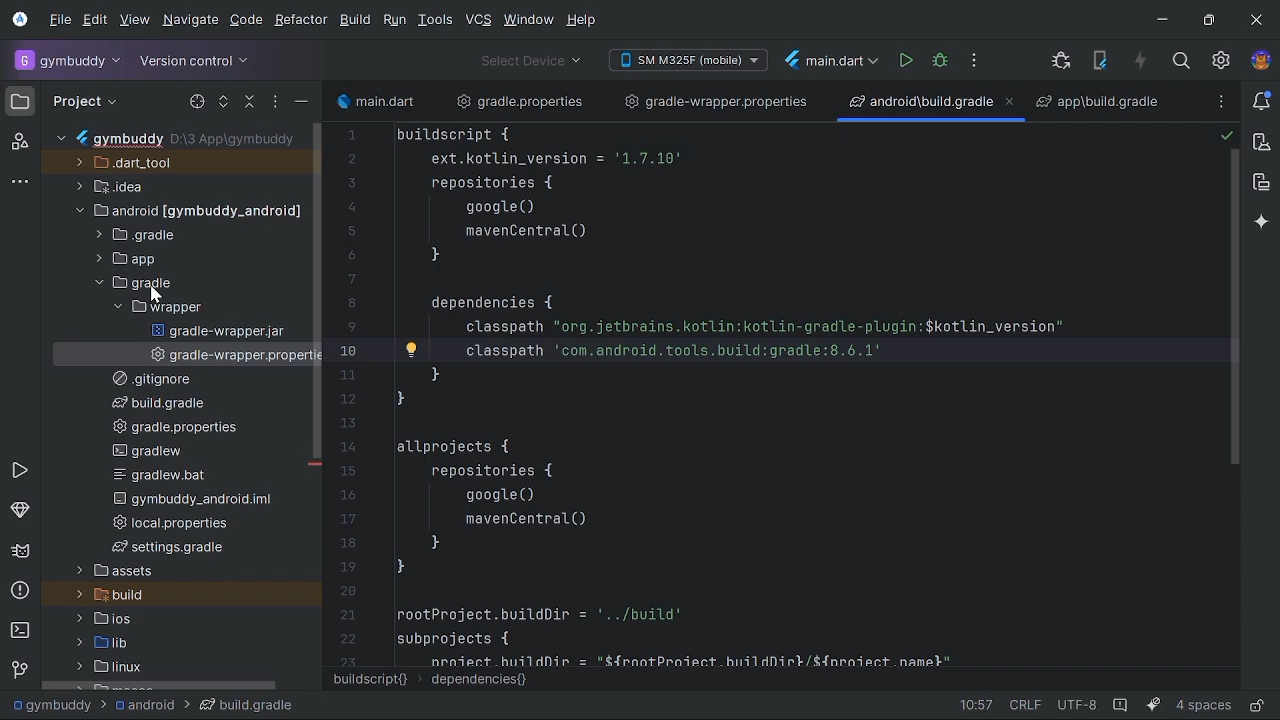 File Edit View Navigate Code Refactor Build Run Tools VCS Window Help
G gymbuddy Version control Select Device SM M325F (mobile) main.dart
Project main.dart gradle.properties gradle-wrapper.properties android\build.gradle app\build.gradle
gymbuddy D:\3 App\gymbuddy
.dart_tool
.idea
android [gymbuddy_android]
.gradle
app
gradle
wrapper
gradle-wrapper.jar
gradle-wrapper.propertie
.gitignore
build.gradle
gradle.properties
gradlew
gradlew.bat
gymbuddy_android.iml
local.properties
settings.gradle
assets
build
ios
lib
linux
1 buildscript {
2 ext.kotlin_version = '1.7.10'
3 repositories {
4 google()
5 mavenCentral()
6 }
7
8 dependencies {
9 classpath "org.jetbrains.kotlin:kotlin-gradle-plugin:$kotlin_version"
10 classpath 'com.android.tools.build:gradle:8.6.1'
11 }
12 }
13
14 allprojects {
15 repositories {
16 google()
17 mavenCentral()
18 }
19 }
20
21 rootProject.buildDir = '../build'
22 subprojects {
23 project.buildDir = "${rootProject.buildDir}/${project.name}"
buildscript{} › dependencies{}
gymbuddy > android > build.gradle 10:57 CRLF UTF-8 4 spaces